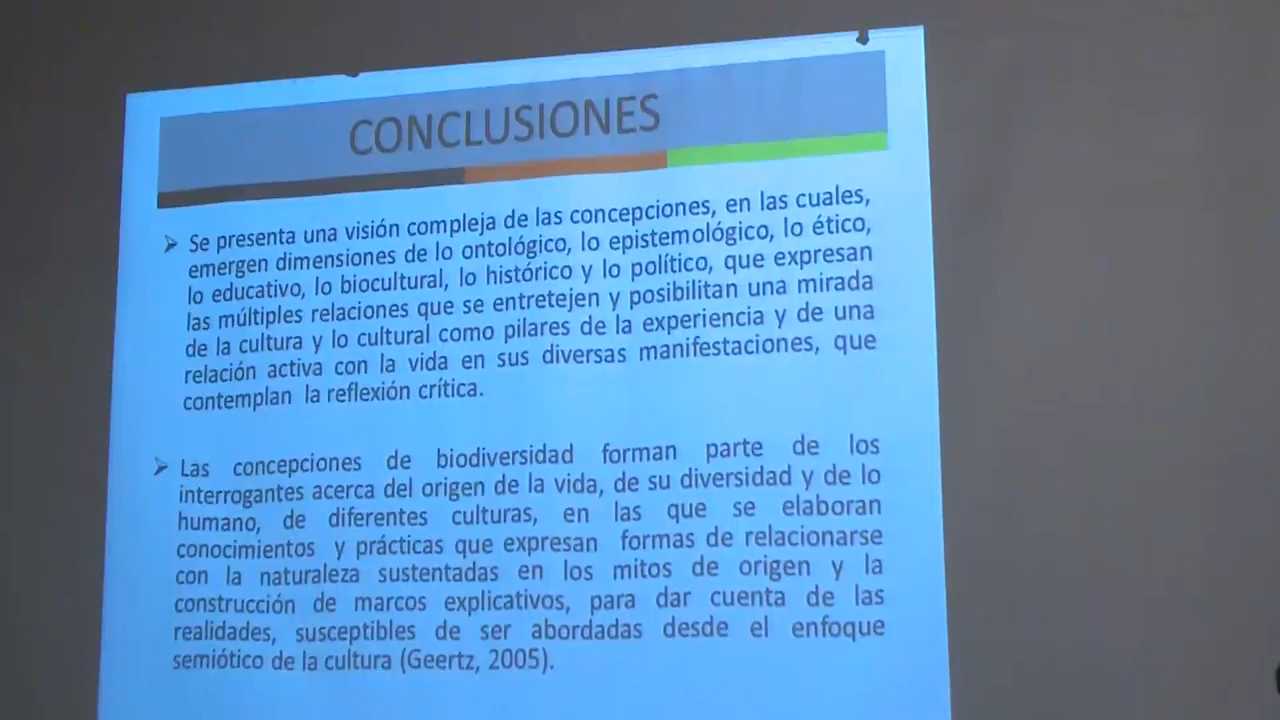 CONCLUSIONES
➢ Se presenta una visión compleja de las concepciones, en las cuales,
emergen dimensiones de lo ontológico, lo epistemológico, lo ético,
lo educativo, lo biocultural, lo histórico y lo político, que expresan
las múltiples relaciones que se entretejen y posibilitan una mirada
de la cultura y lo cultural como pilares de la experiencia y de una
relación activa con la vida en sus diversas manifestaciones, que
contemplan la reflexión crítica.
➢ Las concepciones de biodiversidad forman parte de los
interrogantes acerca del origen de la vida, de su diversidad y de lo
humano, de diferentes culturas, en las que se elaboran
conocimientos y prácticas que expresan formas de relacionarse
con la naturaleza sustentadas en los mitos de origen y la
construcción de marcos explicativos, para dar cuenta de las
realidades, susceptibles de ser abordadas desde el enfoque
semiótico de la cultura (Geertz, 2005).